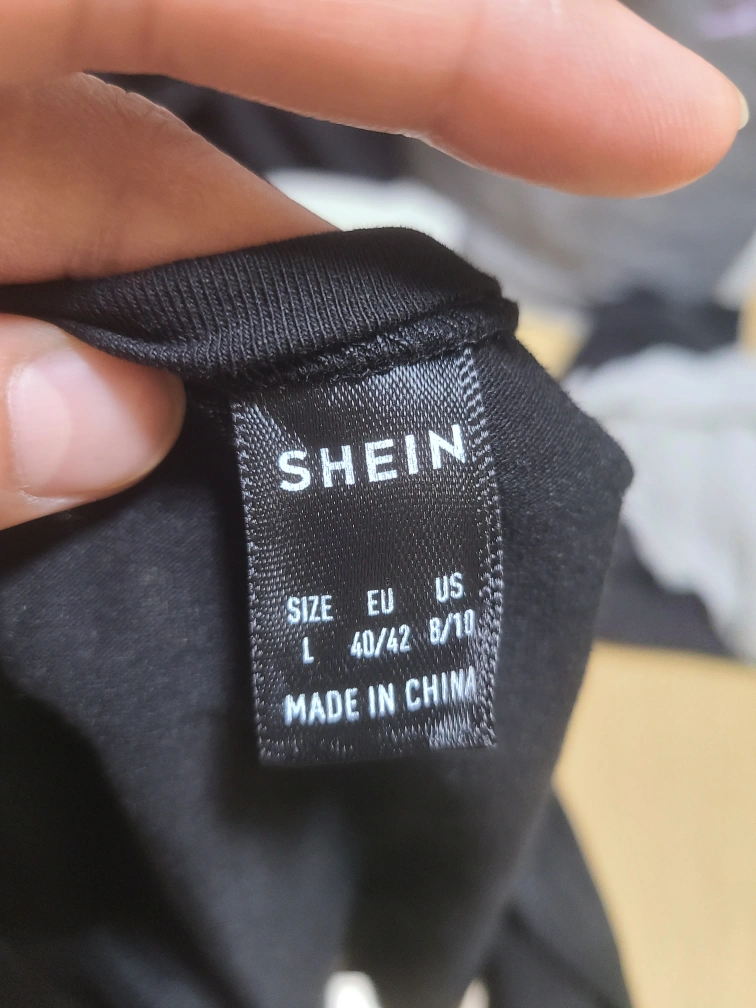 SHEIN
SIZE EU US
L 40/42 8/10
MADE IN CHINA